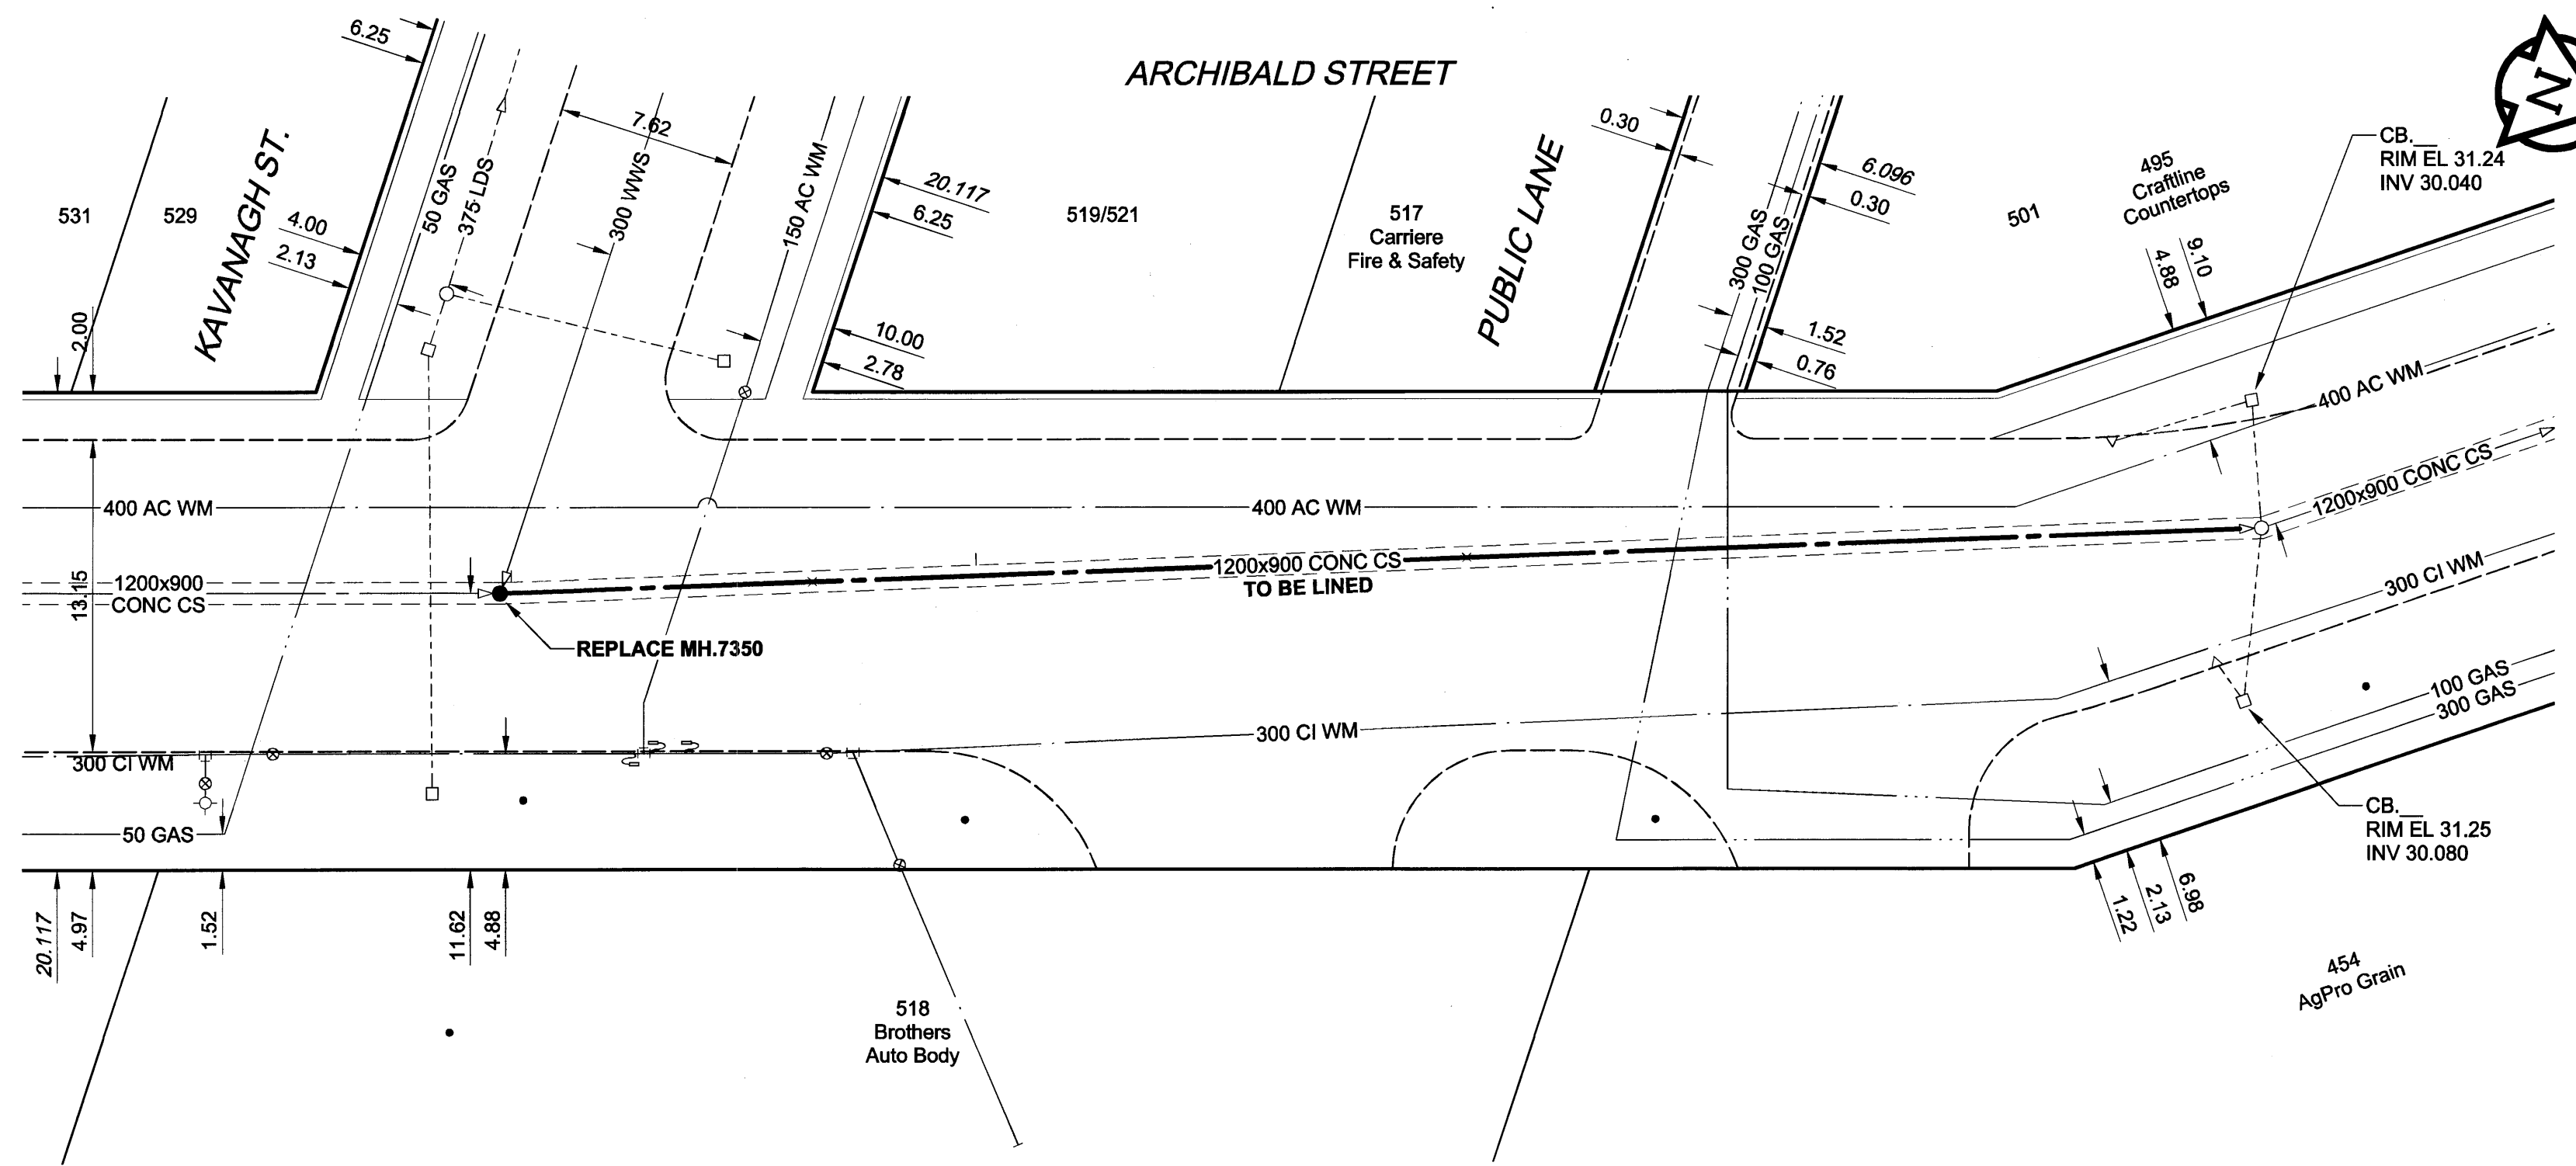 ARCHIBALD STREET
N
6.25
7.62
0.30
6.096
0.30
CB.__
RIM EL 31.24
INV 30.040
495
Craftline
Countertops
531
529
KAVANAGH ST.
4.00
2.13
50 GAS
375 LDS
300 WWS
150 AC WM
20.117
6.25
519/521
517
Carriere
Fire & Safety
PUBLIC LANE
300 GAS
100 GAS
501
9.10
4.88
2.00
10.00
2.78
1.52
0.76
400 AC WM
400 AC WM
400 AC WM
1200x900 CONC CS
1200x900
CONC CS
13.15
1200x900 CONC CS
TO BE LINED
300 CI WM
REPLACE MH.7350
100 GAS
300 GAS
300 CI WM
300 CI WM
50 GAS
CB.__
RIM EL 31.25
INV 30.080
20.117
4.97
1.52
11.62
4.88
6.98
2.13
1.22
454
AgPro Grain
518
Brothers
Auto Body